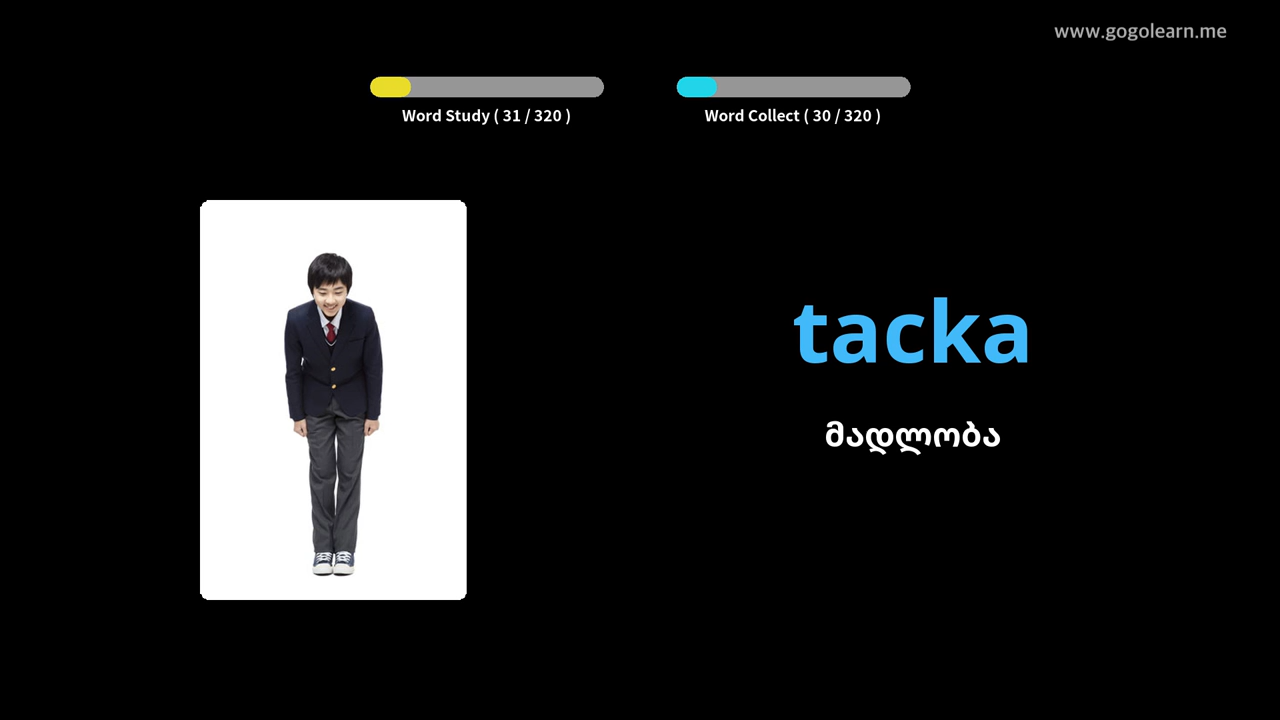 www.gogolearn.me
Word Study ( 31 / 320 )
Word Collect ( 30 / 320 )
tacka
მადლობა